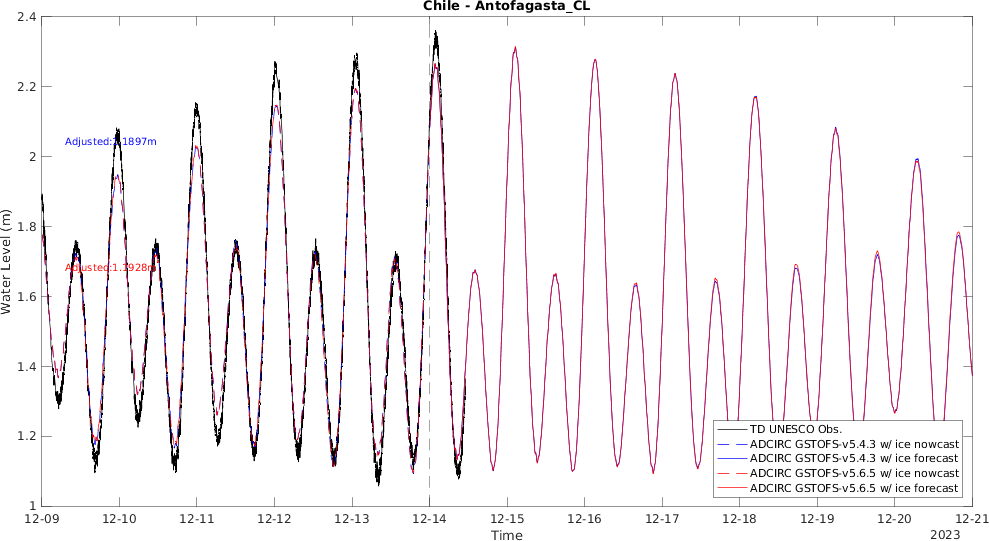 Chile - Antofagasta_CL
2.4
2.2
2
1.8
1.6
1.4
1.2
1
Water Level (m)
Adjusted:1.1897m
Adjusted:1.1928m
TD UNESCO Obs.
ADCIRC GSTOFS-v5.4.3 w/ ice nowcast
ADCIRC GSTOFS-v5.4.3 w/ ice forecast
ADCIRC GSTOFS-v5.6.5 w/ ice nowcast
ADCIRC GSTOFS-v5.6.5 w/ ice forecast
12-09 12-10 12-11 12-12 12-13 12-14 12-15 12-16 12-17 12-18 12-19 12-20 12-21
Time
2023